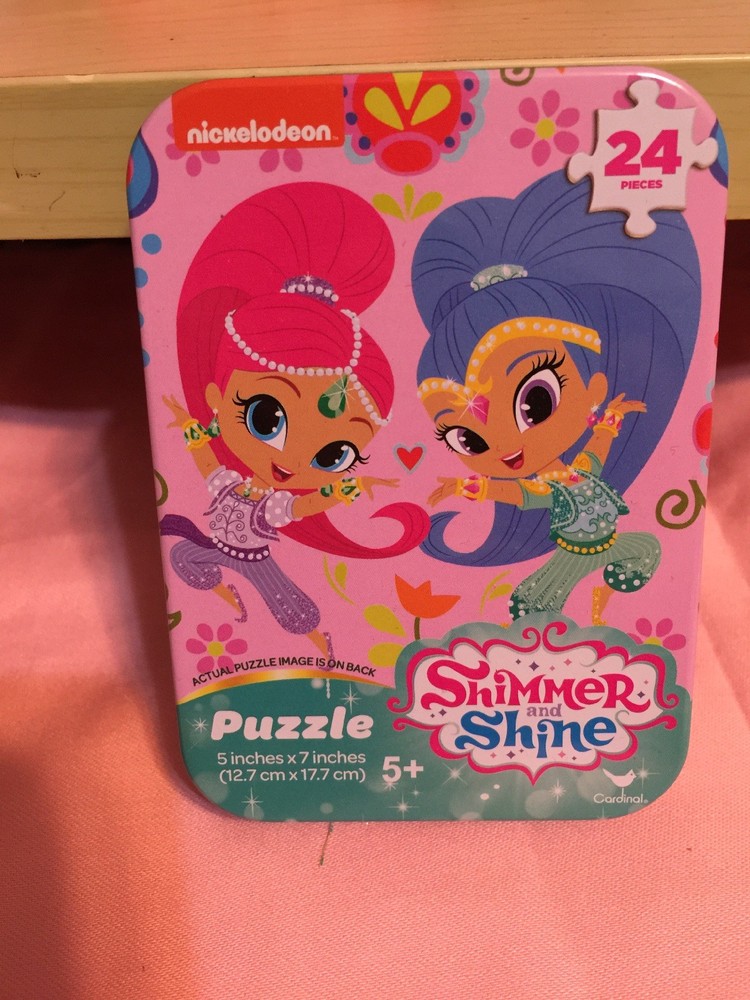 nickelodeon™
24
PIECES
ACTUAL PUZZLE IMAGE IS ON BACK
Puzzle
5 inches x 7 inches
(12.7 cm x 17.7 cm)
5+
SHiMMER
and
SHiNE
Cardinal®